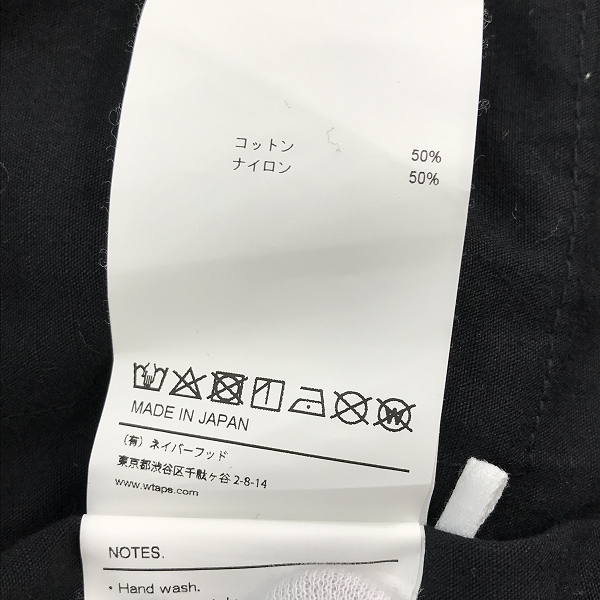 コットン 50%
ナイロン 50%
W
MADE IN JAPAN
（有）ネイバーフッド
東京都渋谷区千駄ヶ谷 2-8-14
www.wtaps.com
NOTES.
・Hand wash.